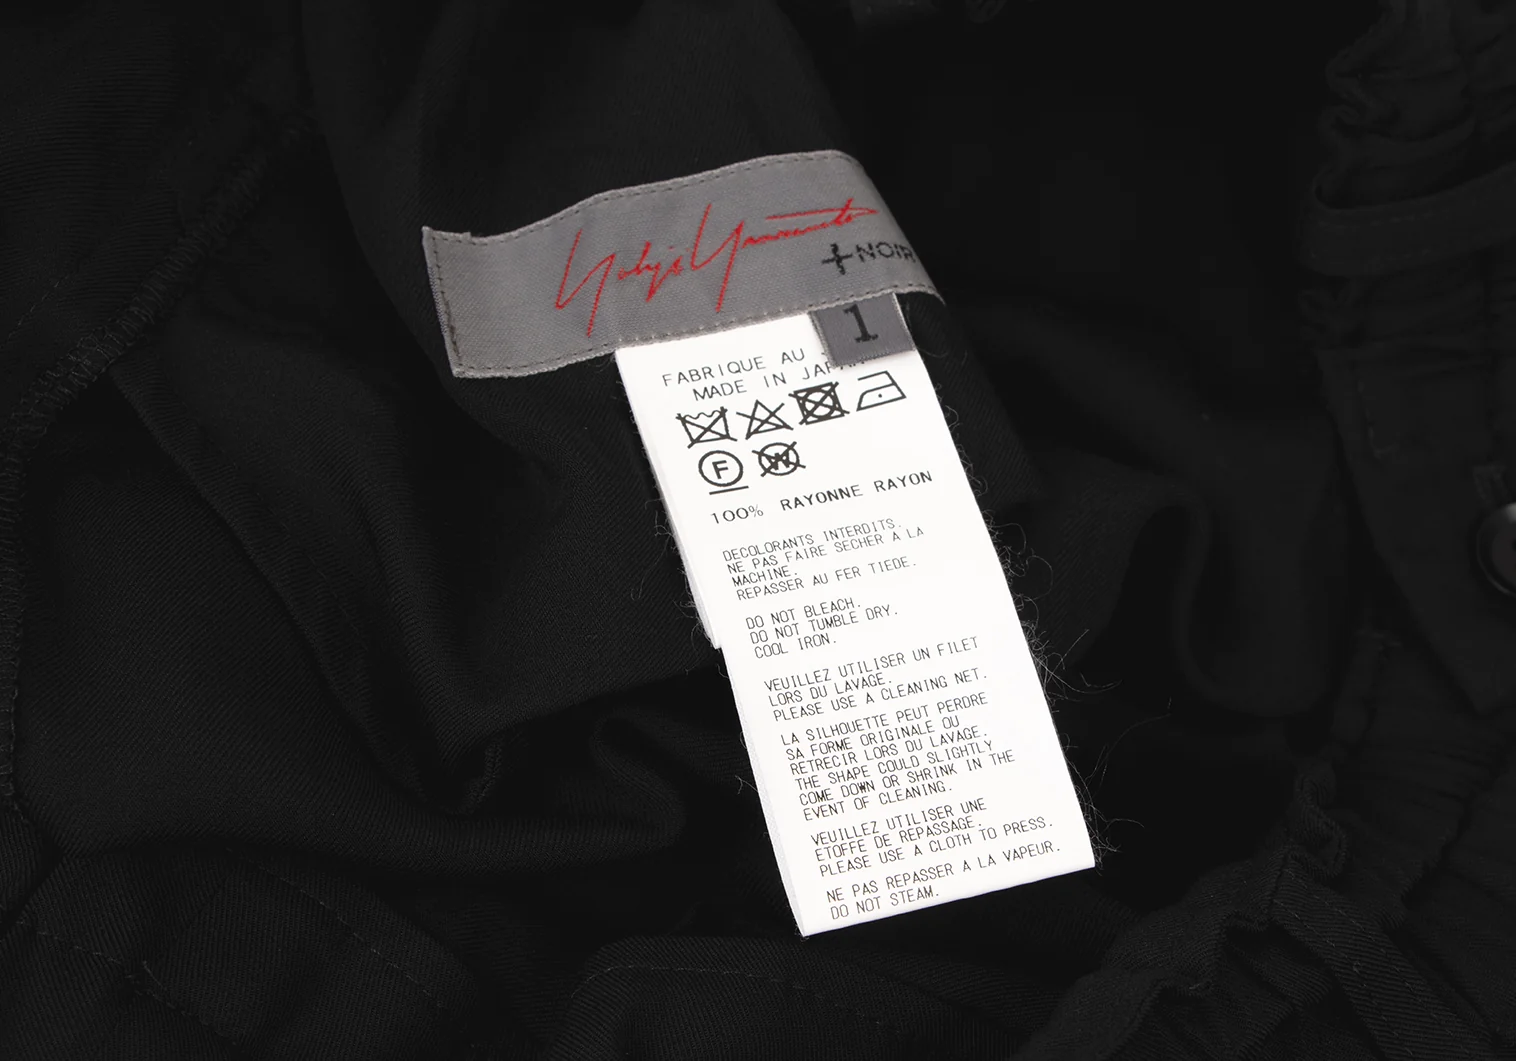 Yohji Yamamoto
+NOIR
1
FABRIQUE AU
MADE IN JAPAN
F
W
100% RAYONNE RAYON
DECOLORANTS INTERDITS.
NE PAS FAIRE SECHER A LA
MACHINE.
REPASSER AU FER TIEDE.
DO NOT BLEACH.
DO NOT TUMBLE DRY.
COOL IRON.
VEUILLEZ UTILISER UN FILET
LORS DU LAVAGE.
PLEASE USE A CLEANING NET.
LA SILHOUETTE PEUT PERDRE
SA FORME ORIGINALE OU
RETRECIR LORS DU LAVAGE.
THE SHAPE COULD SLIGHTLY
COME DOWN OR SHRINK IN THE
EVENT OF CLEANING.
VEUILLEZ UTILISER UNE
ETOFFE DE REPASSAGE.
PLEASE USE A CLOTH TO PRESS.
NE PAS REPASSER A LA VAPEUR.
DO NOT STEAM.